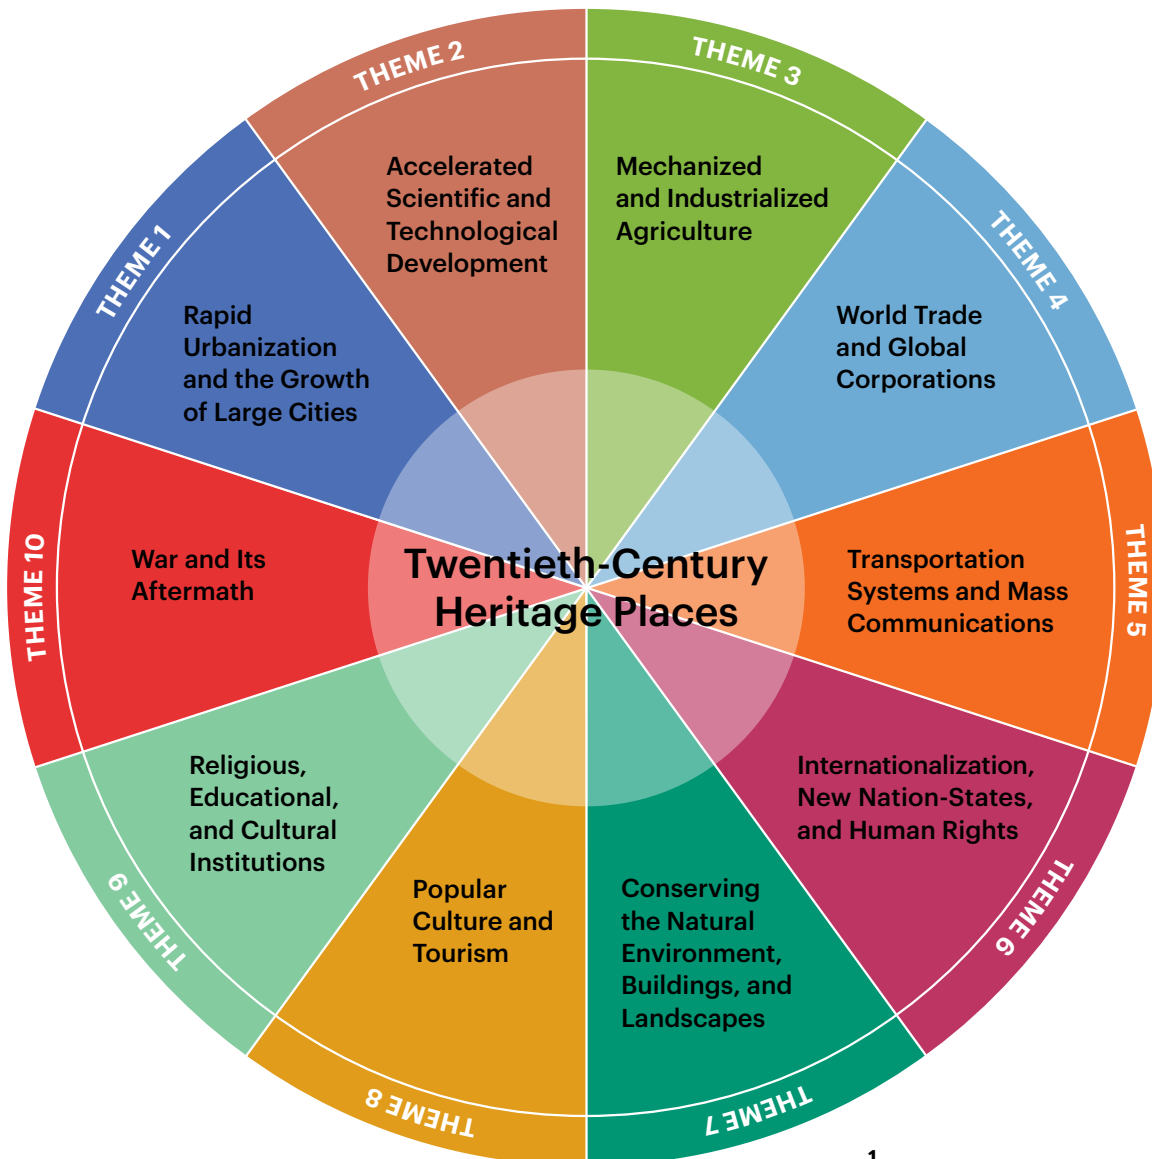 THEME 1
Rapid
Urbanization
and the Growth
of Large Cities
THEME 2
Accelerated
Scientific and
Technological
Development
THEME 3
Mechanized
and Industrialized
Agriculture
THEME 4
World Trade
and Global
Corporations
THEME 5
Transportation
Systems and Mass
Communications
THEME 6
Internationalization,
New Nation-States,
and Human Rights
THEME 7
Conserving
the Natural
Environment,
Buildings, and
Landscapes
THEME 8
Popular
Culture and
Tourism
THEME 9
Religious,
Educational,
and Cultural
Institutions
THEME 10
War and Its
Aftermath
Twentieth-Century
Heritage Places
1